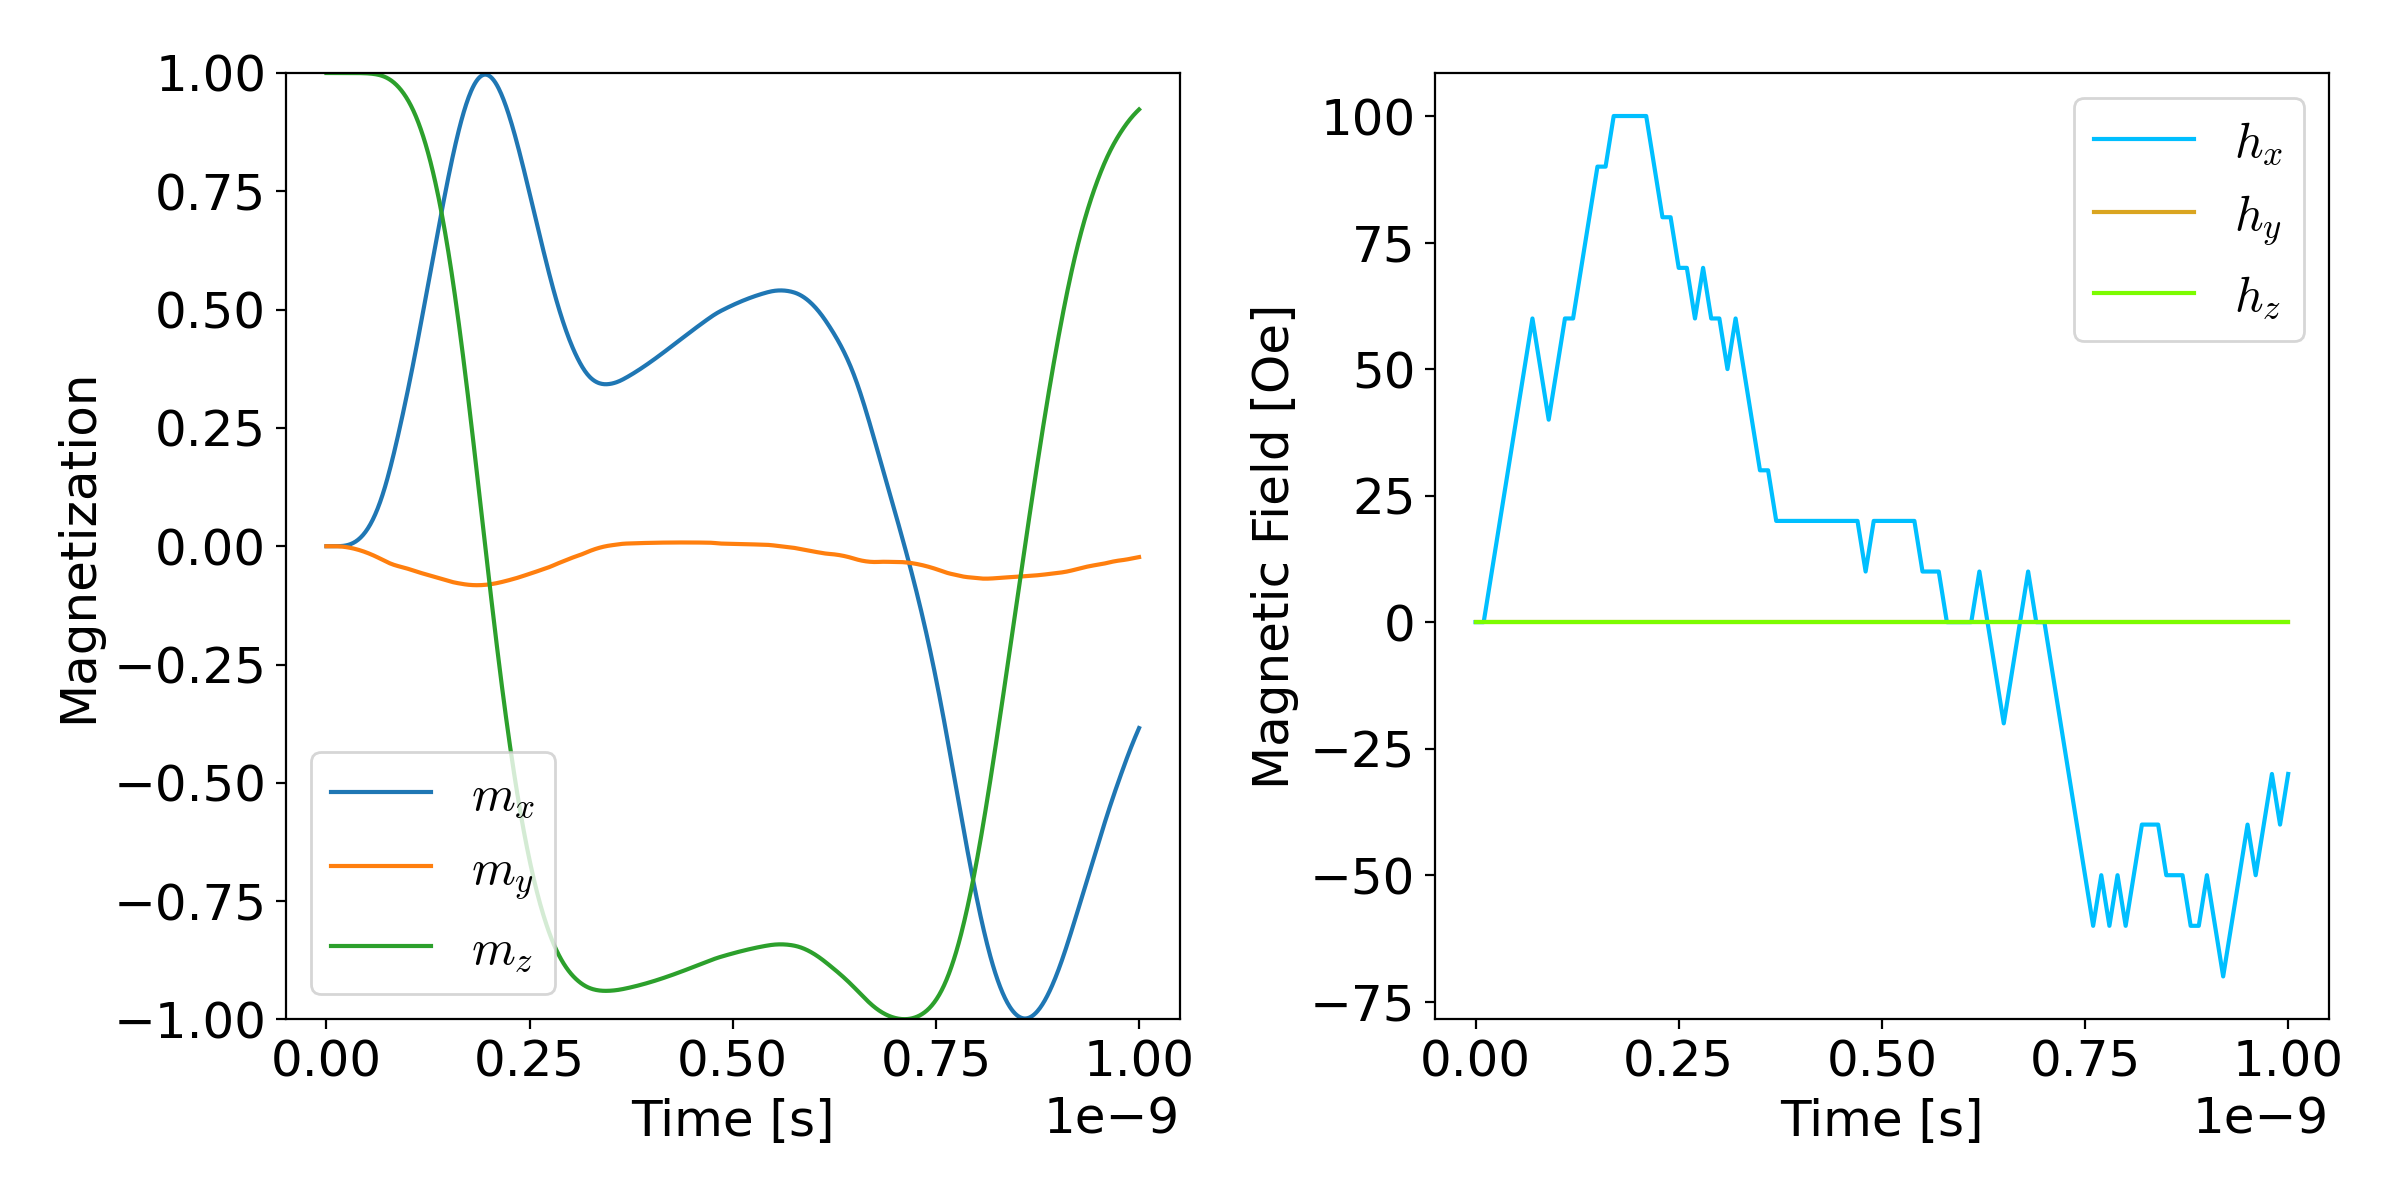 Magnetization
1.00
0.75
0.50
0.25
0.00
−0.25
−0.50
−0.75
−1.00
m_x
m_y
m_z
0.00 0.25 0.50 0.75 1.00
Time [s] 1e−9
Magnetic Field [Oe]
100
75
50
25
0
−25
−50
−75
h_x
h_y
h_z
0.00 0.25 0.50 0.75 1.00
Time [s] 1e−9